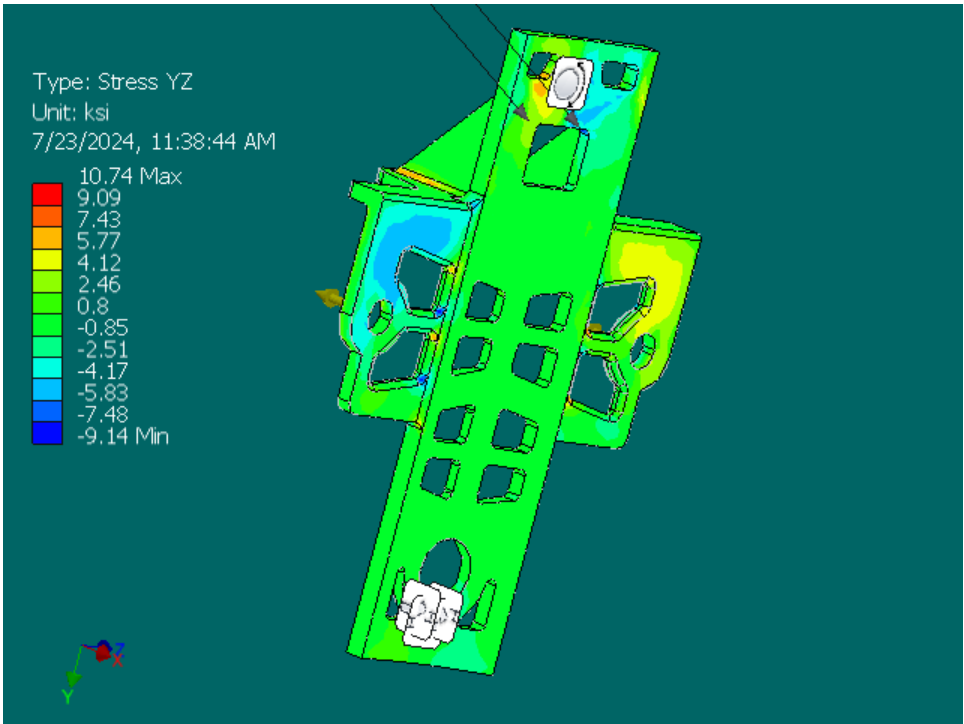 Type: Stress YZ
Unit: ksi
7/23/2024, 11:38:44 AM
10.74 Max
9.09
7.43
5.77
4.12
2.46
0.8
-0.85
-2.51
-4.17
-5.83
-7.48
-9.14 Min
Z
X
Y